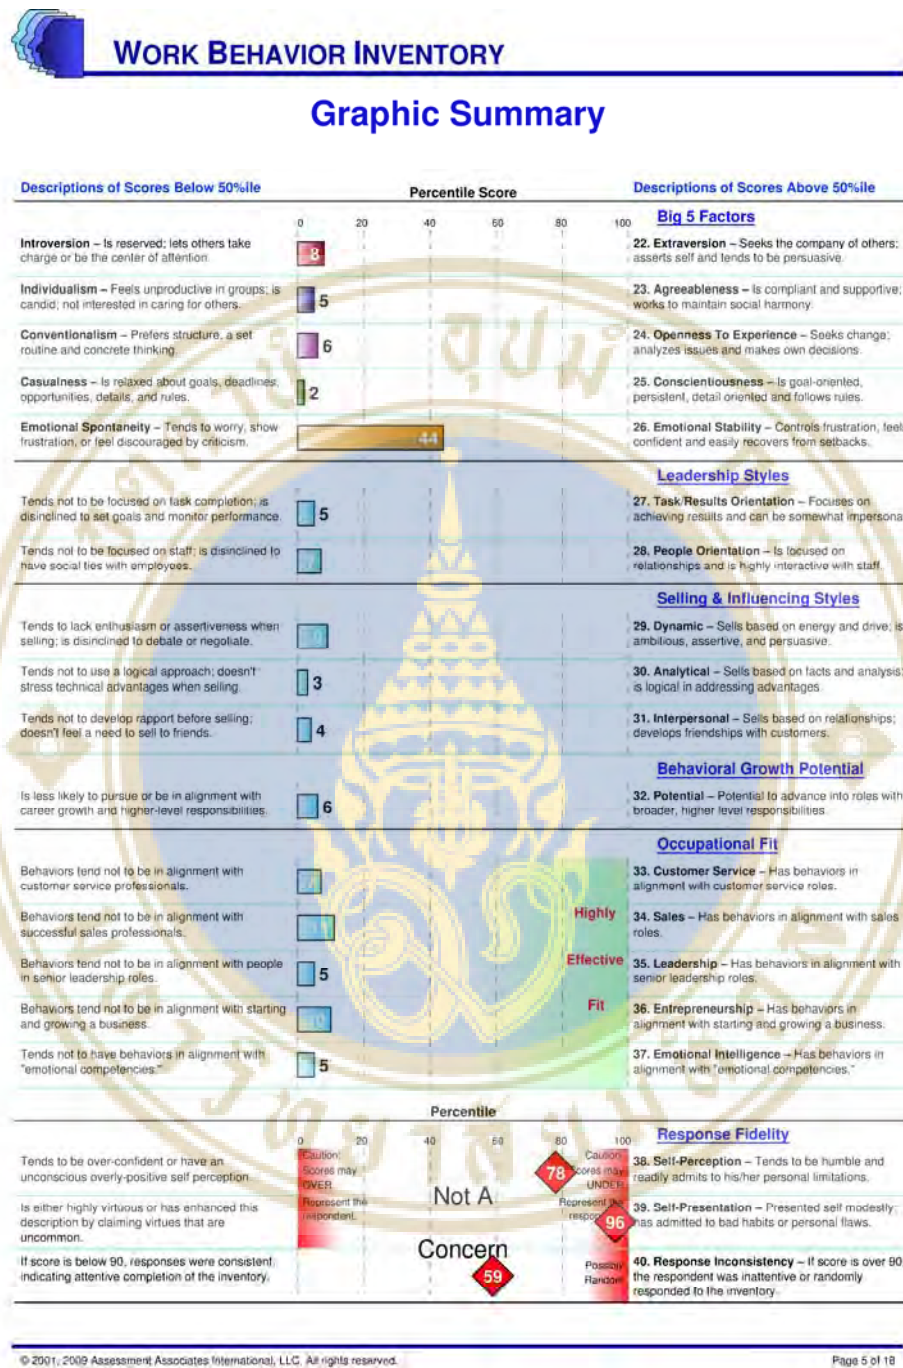 WORK BEHAVIOR INVENTORY
Graphic Summary
Descriptions of Scores Below 50%ile
Percentile Score
Descriptions of Scores Above 50%ile
0 20 40 60 80 100
Big 5 Factors
Introversion – Is reserved; lets others take
charge or be the center of attention.
8
22. Extraversion – Seeks the company of others;
asserts self and tends to be persuasive.
Individualism – Feels unproductive in groups; is
candid; not interested in caring for others.
5
23. Agreeableness – Is compliant and supportive;
works to maintain social harmony.
Conventionalism – Prefers structure, a set
routine and concrete thinking.
6
24. Openness To Experience – Seeks change;
analyzes issues and makes own decisions.
Casualness – Is relaxed about goals, deadlines,
opportunities, details, and rules.
2
25. Conscientiousness – Is goal-oriented,
persistent, detail oriented and follows rules.
Emotional Spontaneity – Tends to worry, show
frustration, or feel discouraged by criticism.
44
26. Emotional Stability – Controls frustration, feel
confident and easily recovers from setbacks.
Leadership Styles
Tends not to be focused on task completion; is
disinclined to set goals and monitor performance.
5
27. Task/Results Orientation – Focuses on
achieving results and can be somewhat impersona
Tends not to be focused on staff; is disinclined to
have social ties with employees.
7
28. People Orientation – Is focused on
relationships and is highly interactive with staff.
Selling & Influencing Styles
Tends to lack enthusiasm or assertiveness when
selling; is disinclined to debate or negotiate.
29. Dynamic – Sells based on energy and drive; is
ambitious, assertive, and persuasive.
Tends not to use a logical approach; doesn't
stress technical advantages when selling.
3
30. Analytical – Sells based on facts and analysis;
is logical in addressing advantages.
Tends not to develop rapport before selling;
doesn't feel a need to sell to friends.
4
31. Interpersonal – Sells based on relationships;
develops friendships with customers.
Behavioral Growth Potential
Is less likely to pursue or be in alignment with
career growth and higher-level responsibilities.
6
32. Potential – Potential to advance into roles with
broader, higher level responsibilities.
Occupational Fit
Behaviors tend not to be in alignment with
customer service professionals.
7
33. Customer Service – Has behaviors in
alignment with customer service roles.
Behaviors tend not to be in alignment with
successful sales professionals.
Highly
34. Sales – Has behaviors in alignment with sales
roles.
Behaviors tend not to be in alignment with people
in senior leadership roles.
5
Effective
35. Leadership – Has behaviors in alignment with
senior leadership roles.
Behaviors tend not to be in alignment with starting
and growing a business.
10
Fit
36. Entrepreneurship – Has behaviors in
alignment with starting and growing a business.
Tends not to have behaviors in alignment with
"emotional competencies."
5
37. Emotional Intelligence – Has behaviors in
alignment with "emotional competencies."
Percentile
0 20 40 60 80 100
Response Fidelity
Tends to be over-confident or have an
unconscious overly-positive self perception.
Caution:
Scores may
OVER
Represent the
respondent.
Not A
Concern
78
Caution:
Scores may
UNDER
Represent the
38. Self-Perception – Tends to be humble and
readily admits to his/her personal limitations.
Is either highly virtuous or has enhanced this
description by claiming virtues that are
uncommon.
96
39. Self-Presentation – Presented self modestly;
has admitted to bad habits or personal flaws.
If score is below 90, responses were consistent,
indicating attentive completion of the inventory.
59
Possibly
Random
40. Response Inconsistency – If score is over 90
the respondent was inattentive or randomly
responded to the inventory.
© 2001, 2009 Assessment Associates International, LLC. All rights reserved.
Page 5 of 18